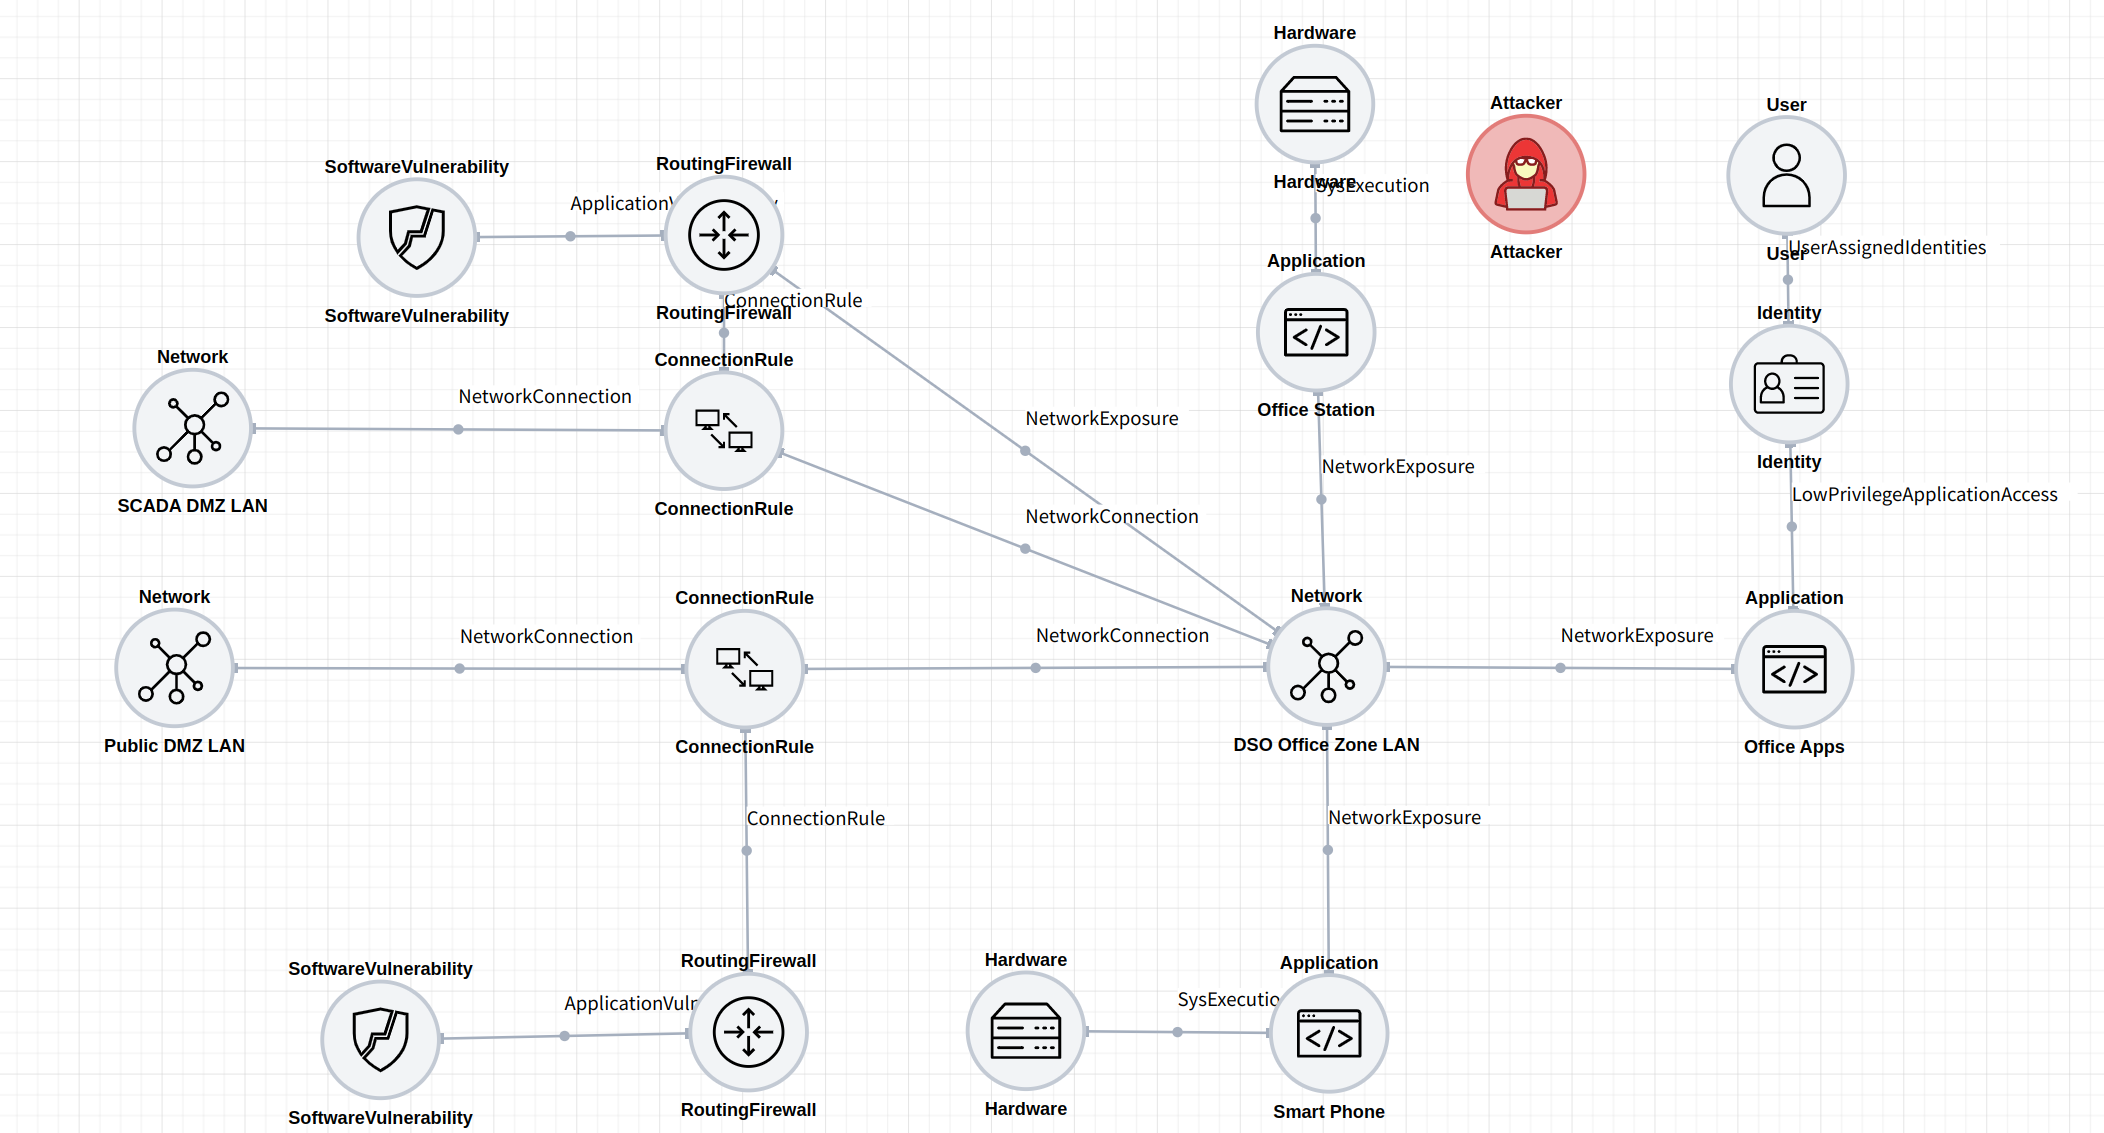 Hardware
Attacker
User
SoftwareVulnerability
RoutingFirewall
Hardware
SysExecution
UserAssignedIdentities
Attacker
User
Application
SoftwareVulnerability
RoutingFirewall
ConnectionRule
Identity
Network
ConnectionRule
NetworkConnection
Office Station
NetworkExposure
Identity
NetworkExposure
LowPrivilegeApplicationAccess
SCADA DMZ LAN
ConnectionRule
NetworkConnection
Network
ConnectionRule
Network
Application
NetworkConnection
NetworkConnection
NetworkExposure
Public DMZ LAN
ConnectionRule
DSO Office Zone LAN
Office Apps
ConnectionRule
NetworkExposure
SoftwareVulnerability
RoutingFirewall
Hardware
Application
SoftwareVulnerability
RoutingFirewall
Hardware
Smart Phone